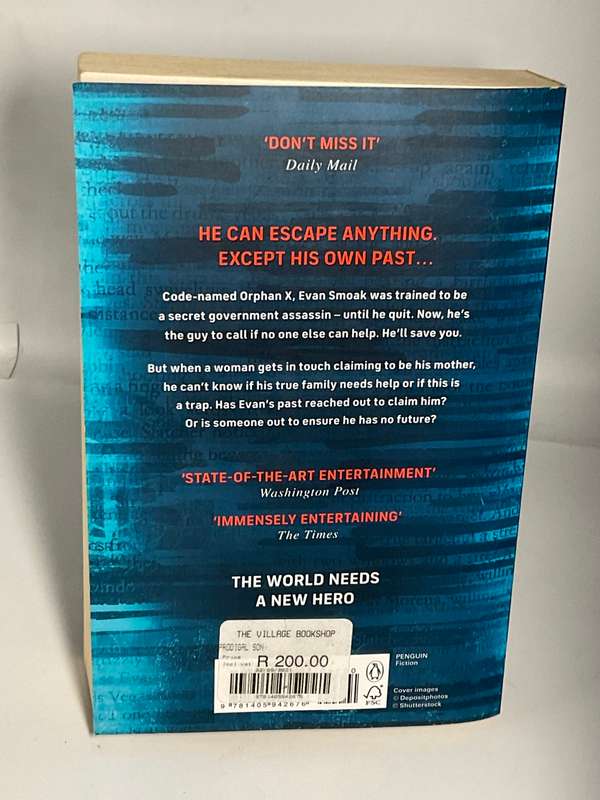 'DON'T MISS IT'
Daily Mail
HE CAN ESCAPE ANYTHING.
EXCEPT HIS OWN PAST...
Code-named Orphan X, Evan Smoak was trained to be
a secret government assassin – until he quit. Now, he's
the guy to call if no one else can help. He'll save you.
But when a woman gets in touch claiming to be his mother,
he can't know if his true family needs help or if this is
a trap. Has Evan's past reached out to claim him?
Or is someone out to ensure he has no future?
'STATE-OF-THE-ART ENTERTAINMENT'
Washington Post
'IMMENSELY ENTERTAINING'
The Times
THE WORLD NEEDS
A NEW HERO
THE VILLAGE BOOKSHOP
PRODIGAL SON
R 200.00
9781405942676
9 781405 942676
PENGUIN
Fiction
FSC
Cover images
© Depositphotos
© Shutterstock